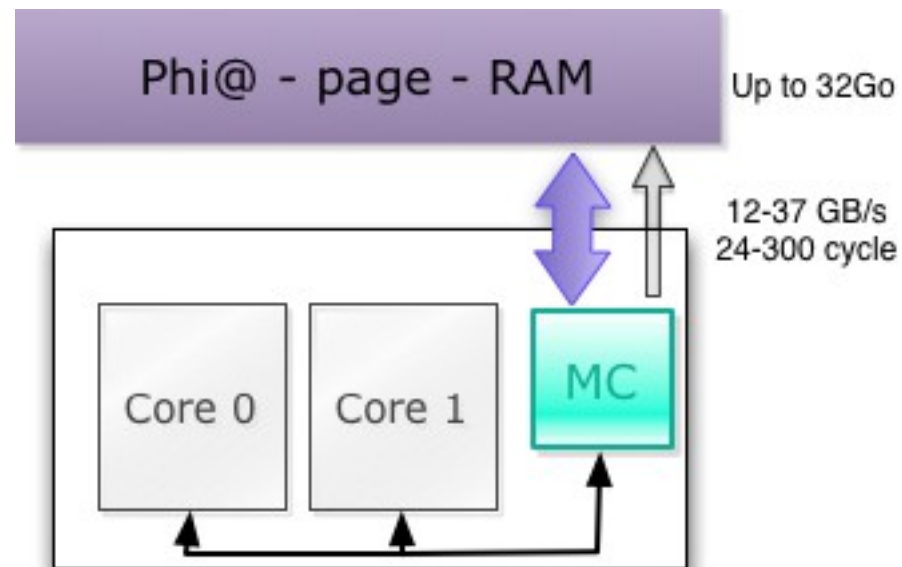 Phi@ - page - RAM
Up to 32Go
12-37 GB/s
24-300 cycle
Core 0
Core 1
MC